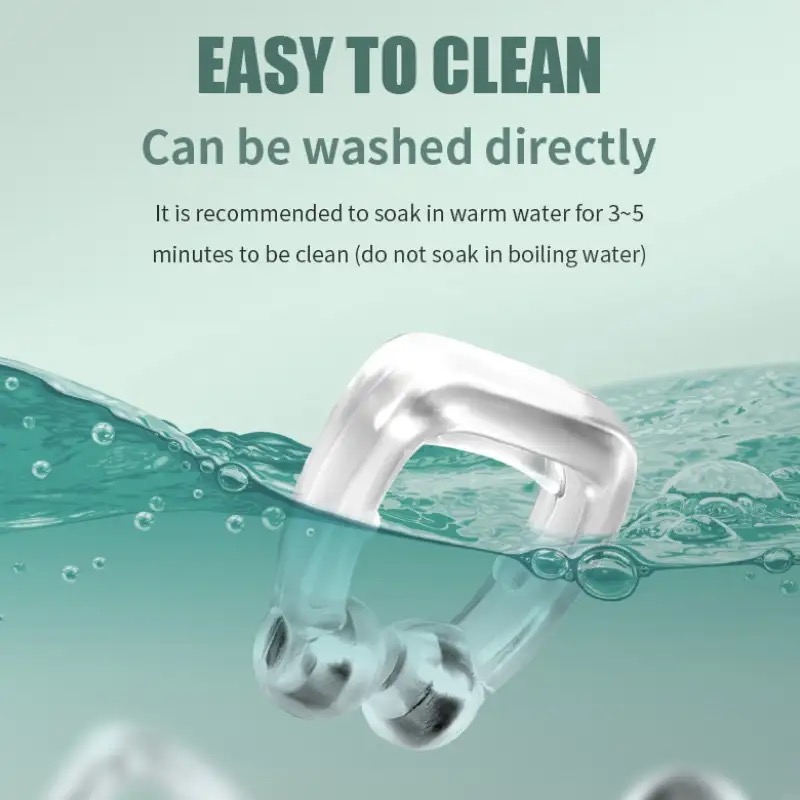 EASY TO CLEAN
Can be washed directly
It is recommended to soak in warm water for 3~5
minutes to be clean (do not soak in boiling water)